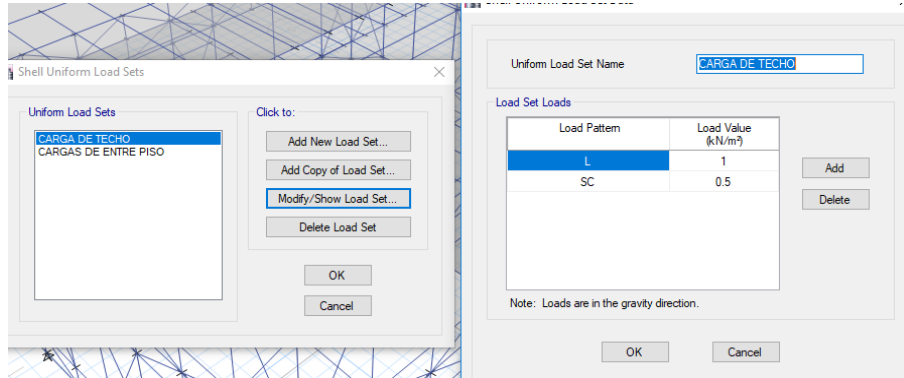 Shell Uniform Load Sets
Uniform Load Sets
CARGA DE TECHO
CARGAS DE ENTRE PISO
Click to:
Add New Load Set...
Add Copy of Load Set...
Modify/Show Load Set...
Delete Load Set
OK
Cancel
Uniform Load Set Name
CARGA DE TECHO
Load Set Loads
Load Pattern
Load Value
(kN/m²)
L
1
SC
0.5
Add
Delete
Note: Loads are in the gravity direction.
OK
Cancel